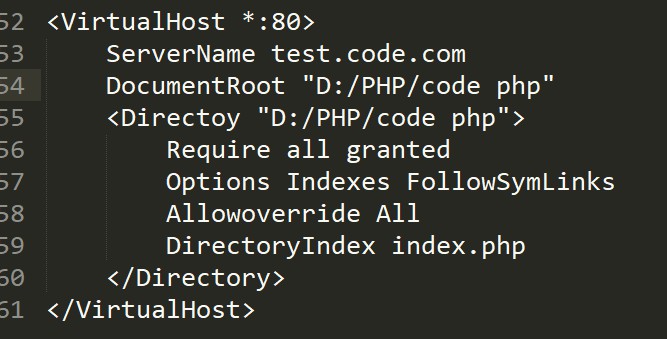 52 <VirtualHost *:80>
53     ServerName test.code.com
54     DocumentRoot "D:/PHP/code php"
55     <Directoy "D:/PHP/code php">
56         Require all granted
57         Options Indexes FollowSymLinks
58         Allowoverride All
59         DirectoryIndex index.php
60     </Directory>
61 </VirtualHost>